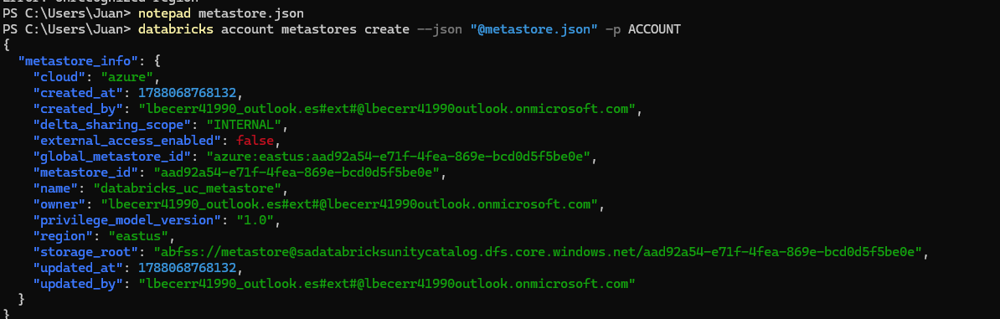 Error: unrecognized region
PS C:\Users\Juan> notepad metastore.json
PS C:\Users\Juan> databricks account metastores create --json "@metastore.json" -p ACCOUNT
{
  "metastore_info": {
    "cloud": "azure",
    "created_at": 1788068768132,
    "created_by": "lbecerr41990_outlook.es#ext#@lbecerr41990outlook.onmicrosoft.com",
    "delta_sharing_scope": "INTERNAL",
    "external_access_enabled": false,
    "global_metastore_id": "azure:eastus:aad92a54-e71f-4fea-869e-bcd0d5f5be0e",
    "metastore_id": "aad92a54-e71f-4fea-869e-bcd0d5f5be0e",
    "name": "databricks_uc_metastore",
    "owner": "lbecerr41990_outlook.es#ext#@lbecerr41990outlook.onmicrosoft.com",
    "privilege_model_version": "1.0",
    "region": "eastus",
    "storage_root": "abfss://metastore@sadatabricksunitycatalog.dfs.core.windows.net/aad92a54-e71f-4fea-869e-bcd0d5f5be0e",
    "updated_at": 1788068768132,
    "updated_by": "lbecerr41990_outlook.es#ext#@lbecerr41990outlook.onmicrosoft.com"
  }
}